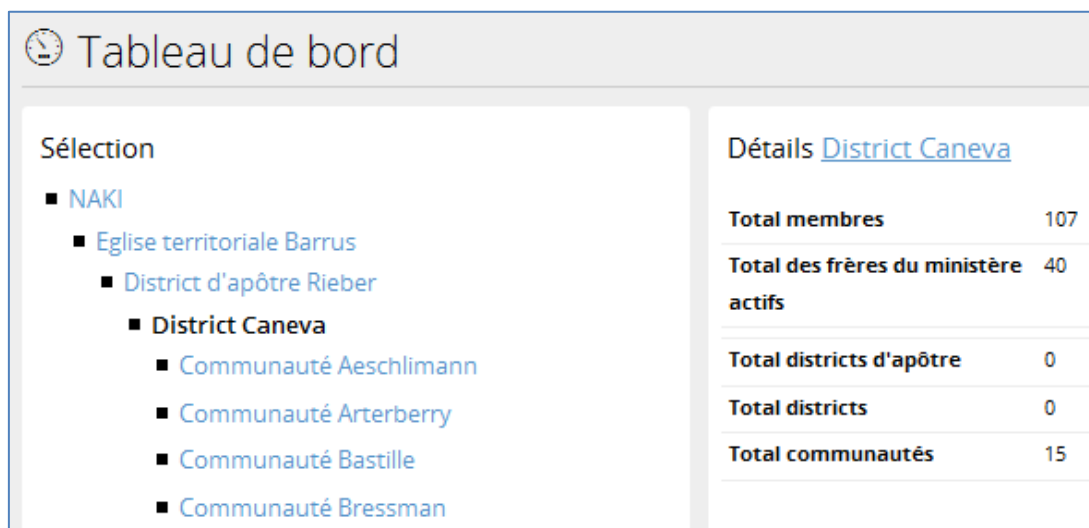 Tableau de bord
Sélection
NAKI
Eglise territoriale Barrus
District d'apôtre Rieber
District Caneva
Communauté Aeschlimann
Communauté Arterberry
Communauté Bastille
Communauté Bressman
Détails District Caneva
Total membres 107
Total des frères du ministère 40
actifs
Total districts d'apôtre 0
Total districts 0
Total communautés 15